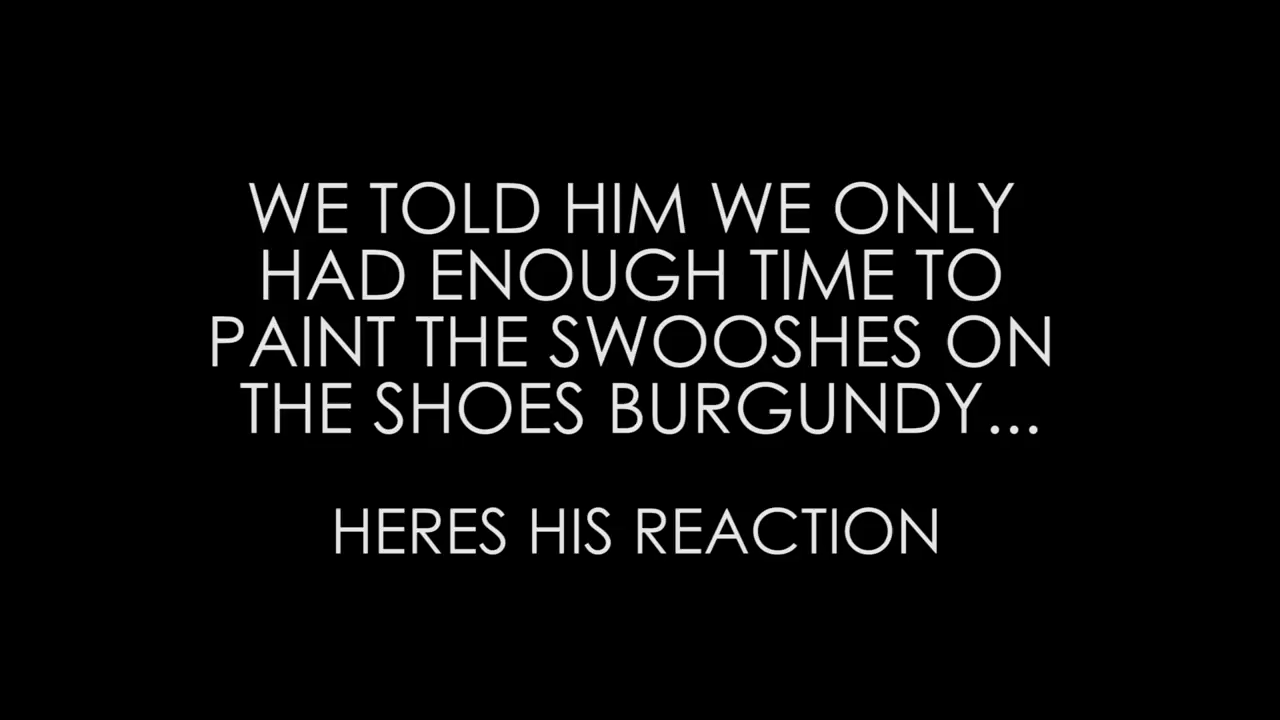 WE TOLD HIM WE ONLY
HAD ENOUGH TIME TO
PAINT THE SWOOSHES ON
THE SHOES BURGUNDY...
HERES HIS REACTION